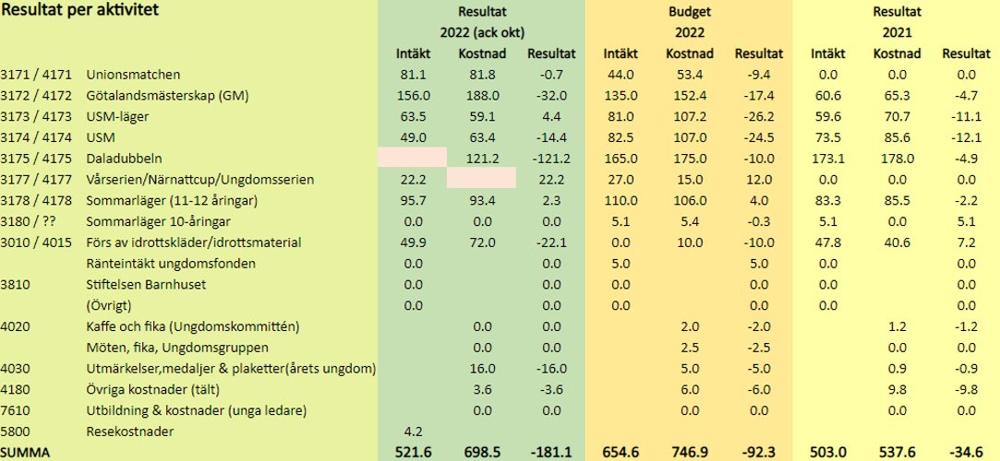 Resultat per aktivitet Resultat Budget Resultat
2022 (ack okt) 2022 2021
Intäkt Kostnad Resultat Intäkt Kostnad Resultat Intäkt Kostnad Resultat
3171 / 4171 Unionsmatchen 81.1 81.8 -0.7 44.0 53.4 -9.4 0.0 0.0 0.0
3172 / 4172 Götalandsmästerskap (GM) 156.0 188.0 -32.0 135.0 152.4 -17.4 60.6 65.3 -4.7
3173 / 4173 USM-läger 63.5 59.1 4.4 81.0 107.2 -26.2 59.6 70.7 -11.1
3174 / 4174 USM 49.0 63.4 -14.4 82.5 107.0 -24.5 73.5 85.6 -12.1
3175 / 4175 Daladubbeln 121.2 -121.2 165.0 175.0 -10.0 173.1 178.0 -4.9
3177 / 4177 Vårserien/Närnattcup/Ungdomsserien 22.2 22.2 27.0 15.0 12.0 0.0 0.0 0.0
3178 / 4178 Sommarläger (11-12 åringar) 95.7 93.4 2.3 110.0 106.0 4.0 83.3 85.5 -2.2
3180 / ?? Sommarläger 10-åringar 0.0 0.0 0.0 5.1 5.4 -0.3 5.1 0.0 5.1
3010 / 4015 Förs av idrottskläder/idrottsmaterial 49.9 72.0 -22.1 0.0 10.0 -10.0 47.8 40.6 7.2
Ränteintäkt ungdomsfonden 0.0 0.0 5.0 5.0 0.0 0.0
3810 Stiftelsen Barnhuset 0.0 0.0 0.0 0.0 0.0 0.0
(Övrigt) 0.0 0.0 0.0 0.0 0.0 0.0
4020 Kaffe och fika (Ungdomskommittén) 0.0 0.0 2.0 -2.0 1.2 -1.2
Möten, fika, Ungdomsgruppen 0.0 0.0 2.5 -2.5 0.0 0.0
4030 Utmärkelser,medaljer & plaketter(årets ungdom) 16.0 -16.0 5.0 -5.0 0.9 -0.9
4180 Övriga kostnader (tält) 3.6 -3.6 6.0 -6.0 9.8 -9.8
7610 Utbildning & kostnader (unga ledare) 0.0 0.0 0.0 0.0 0.0 0.0
5800 Resekostnader 4.2
SUMMA 521.6 698.5 -181.1 654.6 746.9 -92.3 503.0 537.6 -34.6